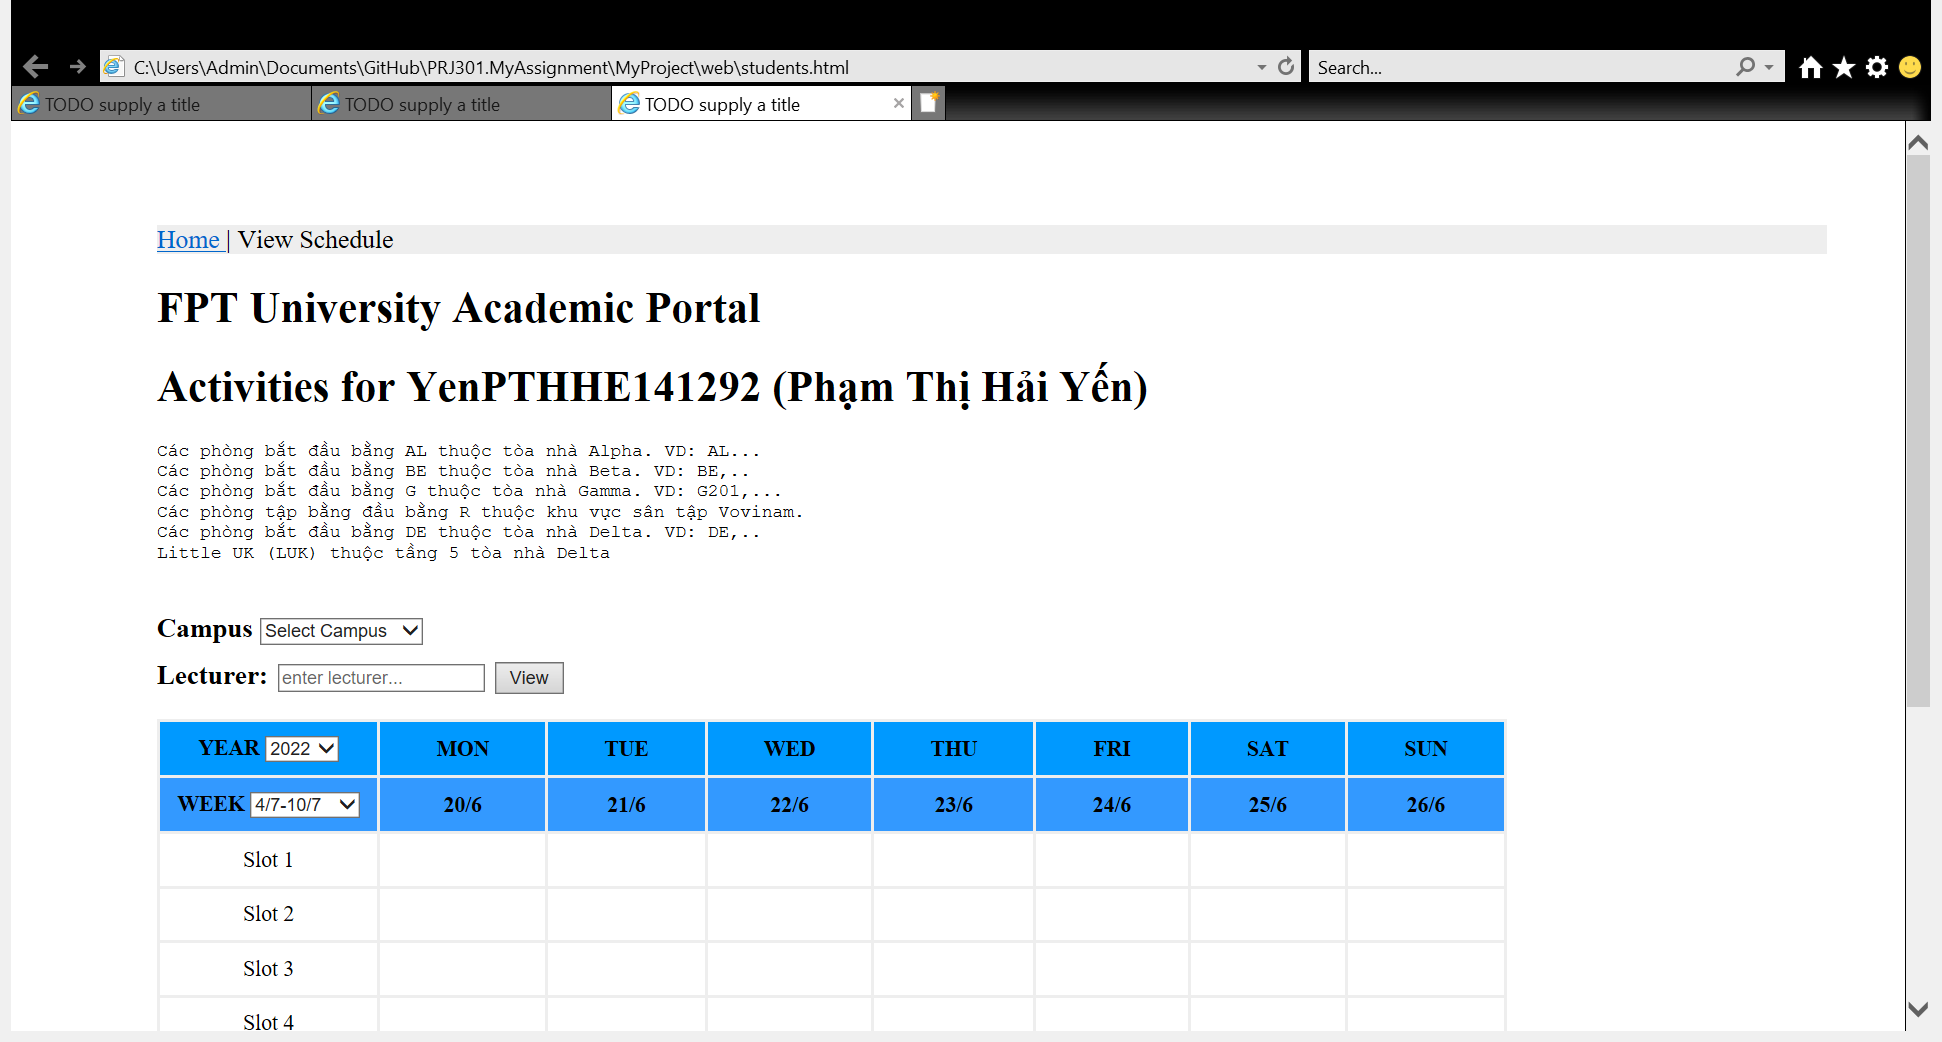 C:\Users\Admin\Documents\GitHub\PRJ301.MyAssignment\MyProject\web\students.html
Search...
TODO supply a title
TODO supply a title
TODO supply a title
Home | View Schedule
FPT University Academic Portal
Activities for YenPTHHE141292 (Phạm Thị Hải Yến)
Các phòng bắt đầu bằng AL thuộc tòa nhà Alpha. VD: AL...
Các phòng bắt đầu bằng BE thuộc tòa nhà Beta. VD: BE,..
Các phòng bắt đầu bằng G thuộc tòa nhà Gamma. VD: G201,...
Các phòng tập bằng đầu bằng R thuộc khu vực sân tập Vovinam.
Các phòng bắt đầu bằng DE thuộc tòa nhà Delta. VD: DE,..
Little UK (LUK) thuộc tầng 5 tòa nhà Delta
Campus Select Campus
Lecturer: enter lecturer... View
YEAR 2022 MON TUE WED THU FRI SAT SUN
WEEK 4/7-10/7 20/6 21/6 22/6 23/6 24/6 25/6 26/6
Slot 1
Slot 2
Slot 3
Slot 4